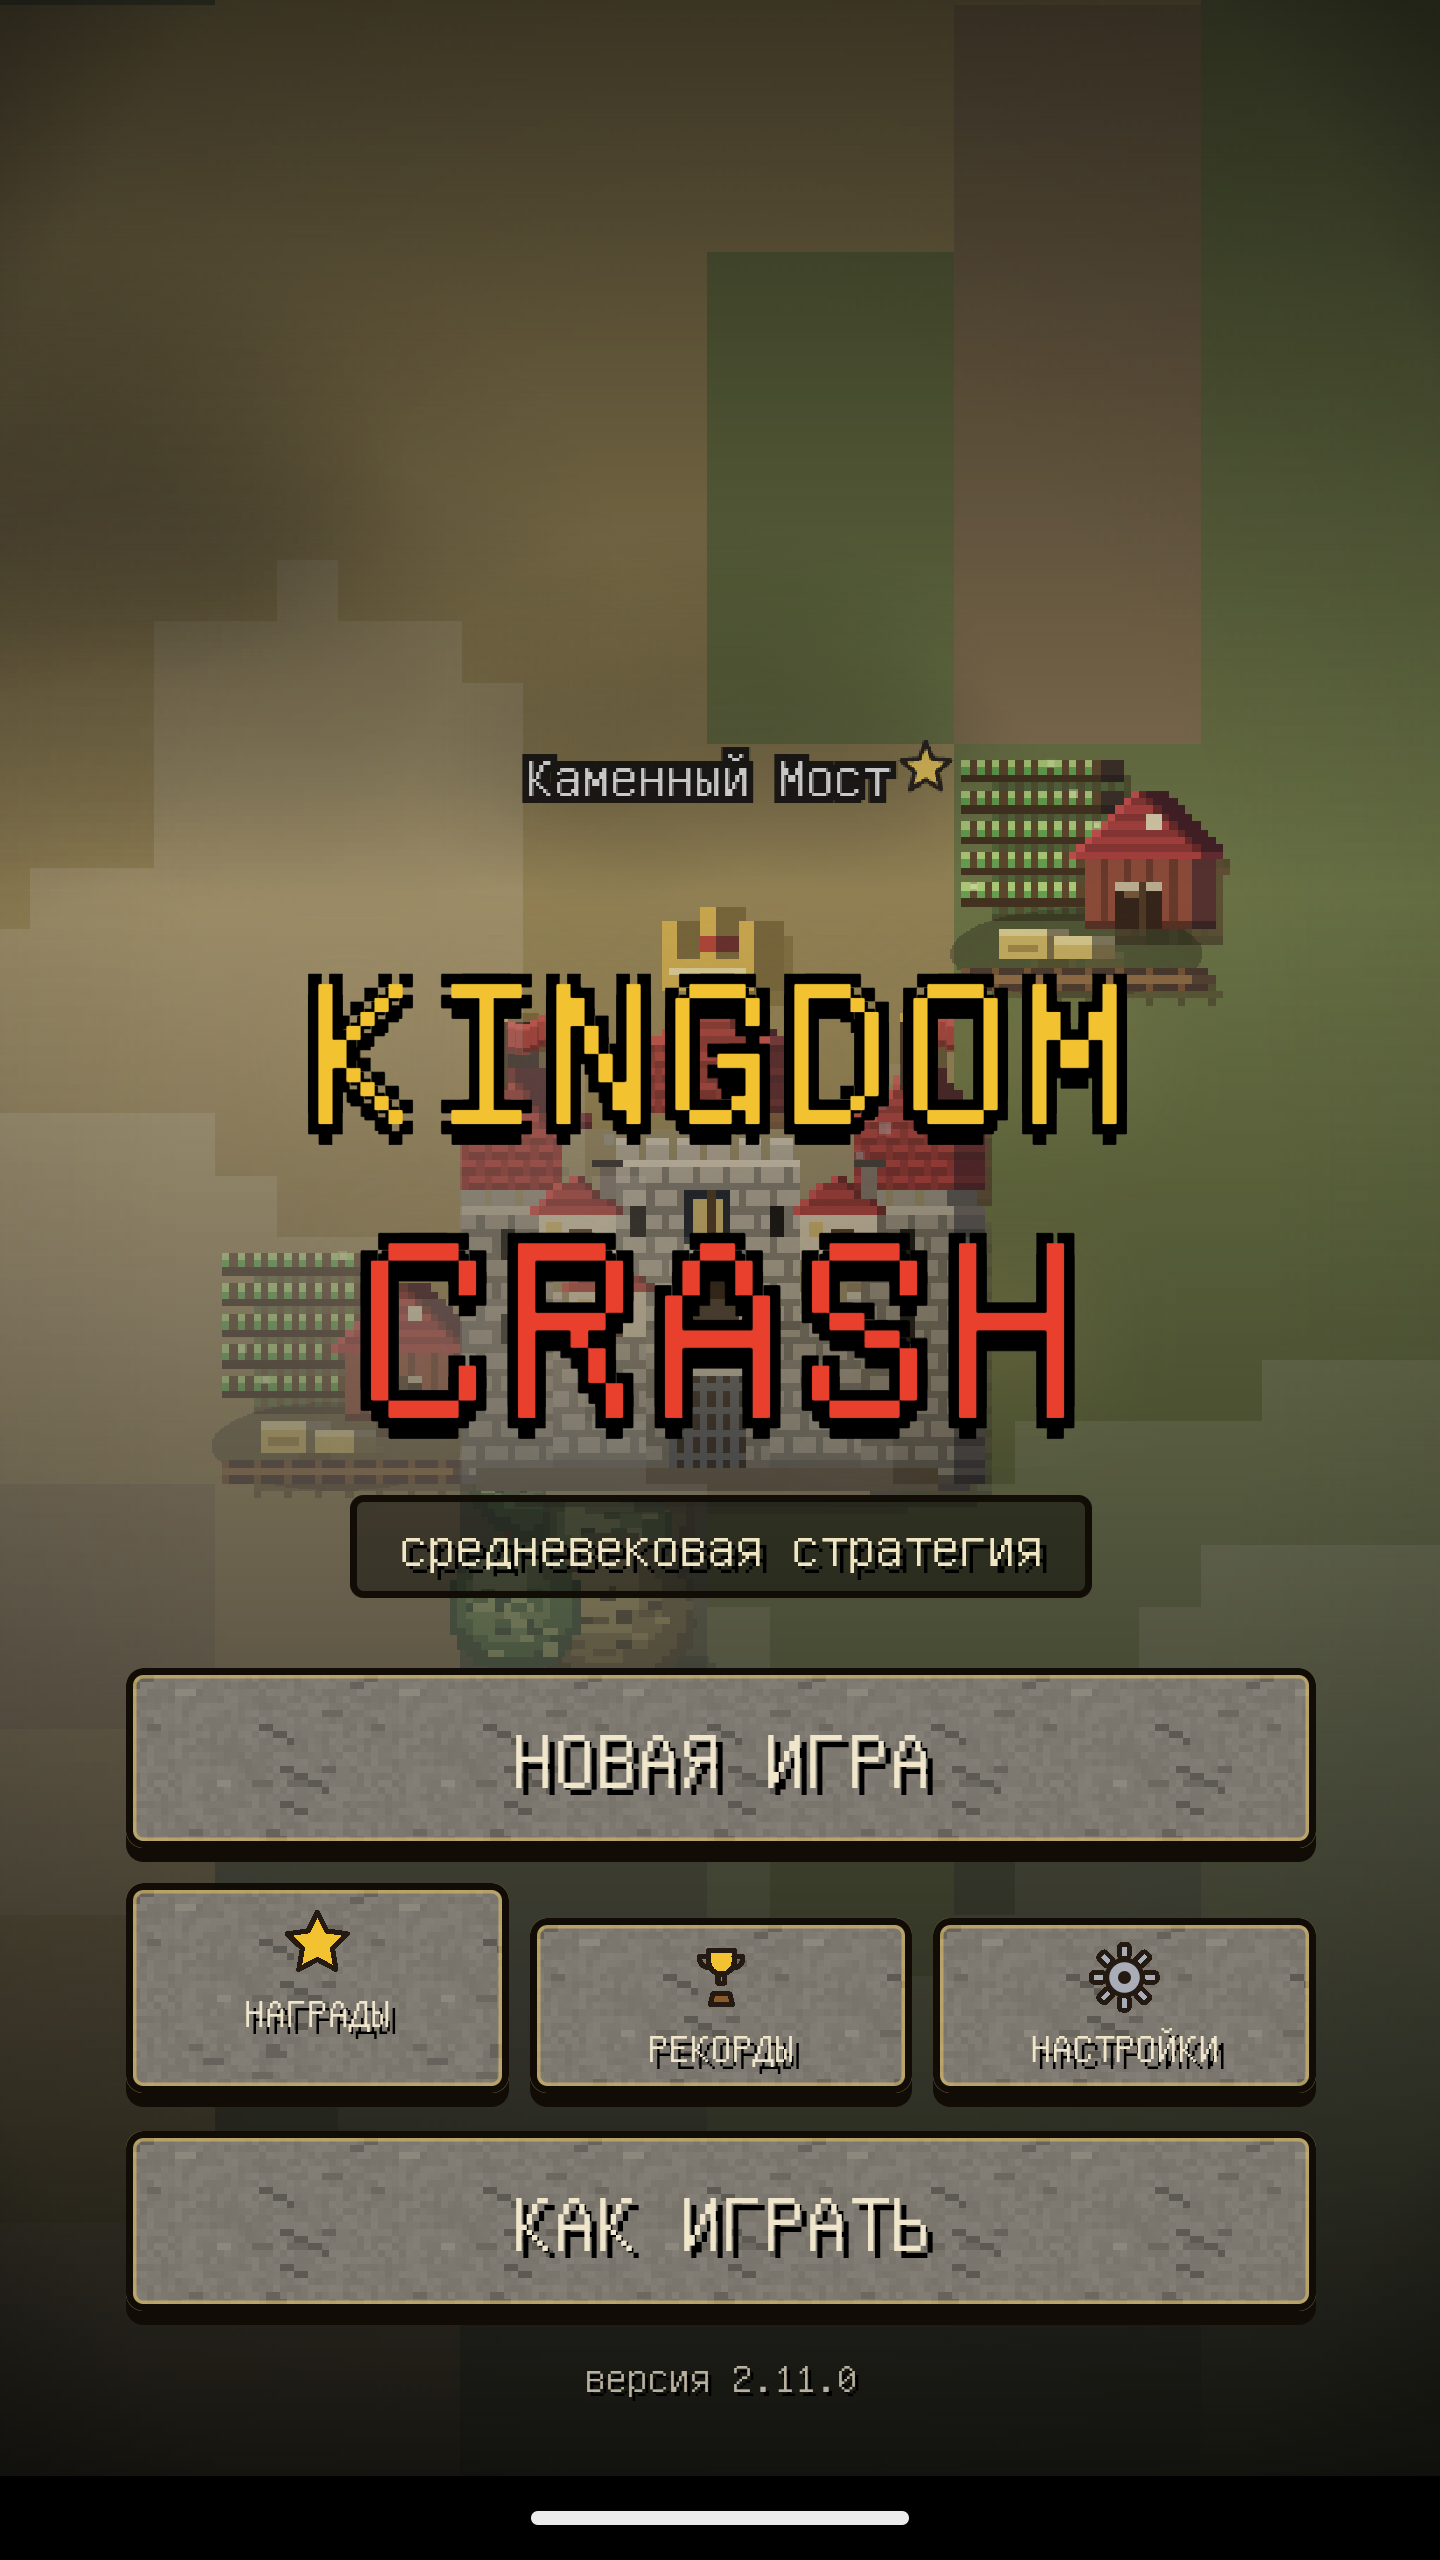 Каменный Мост
KINGDOM
CRASH
средневековая стратегия
НОВАЯ ИГРА
НАГРАДЫ
РЕКОРДЫ
НАСТРОЙКИ
КАК ИГРАТЬ
версия 2.11.0